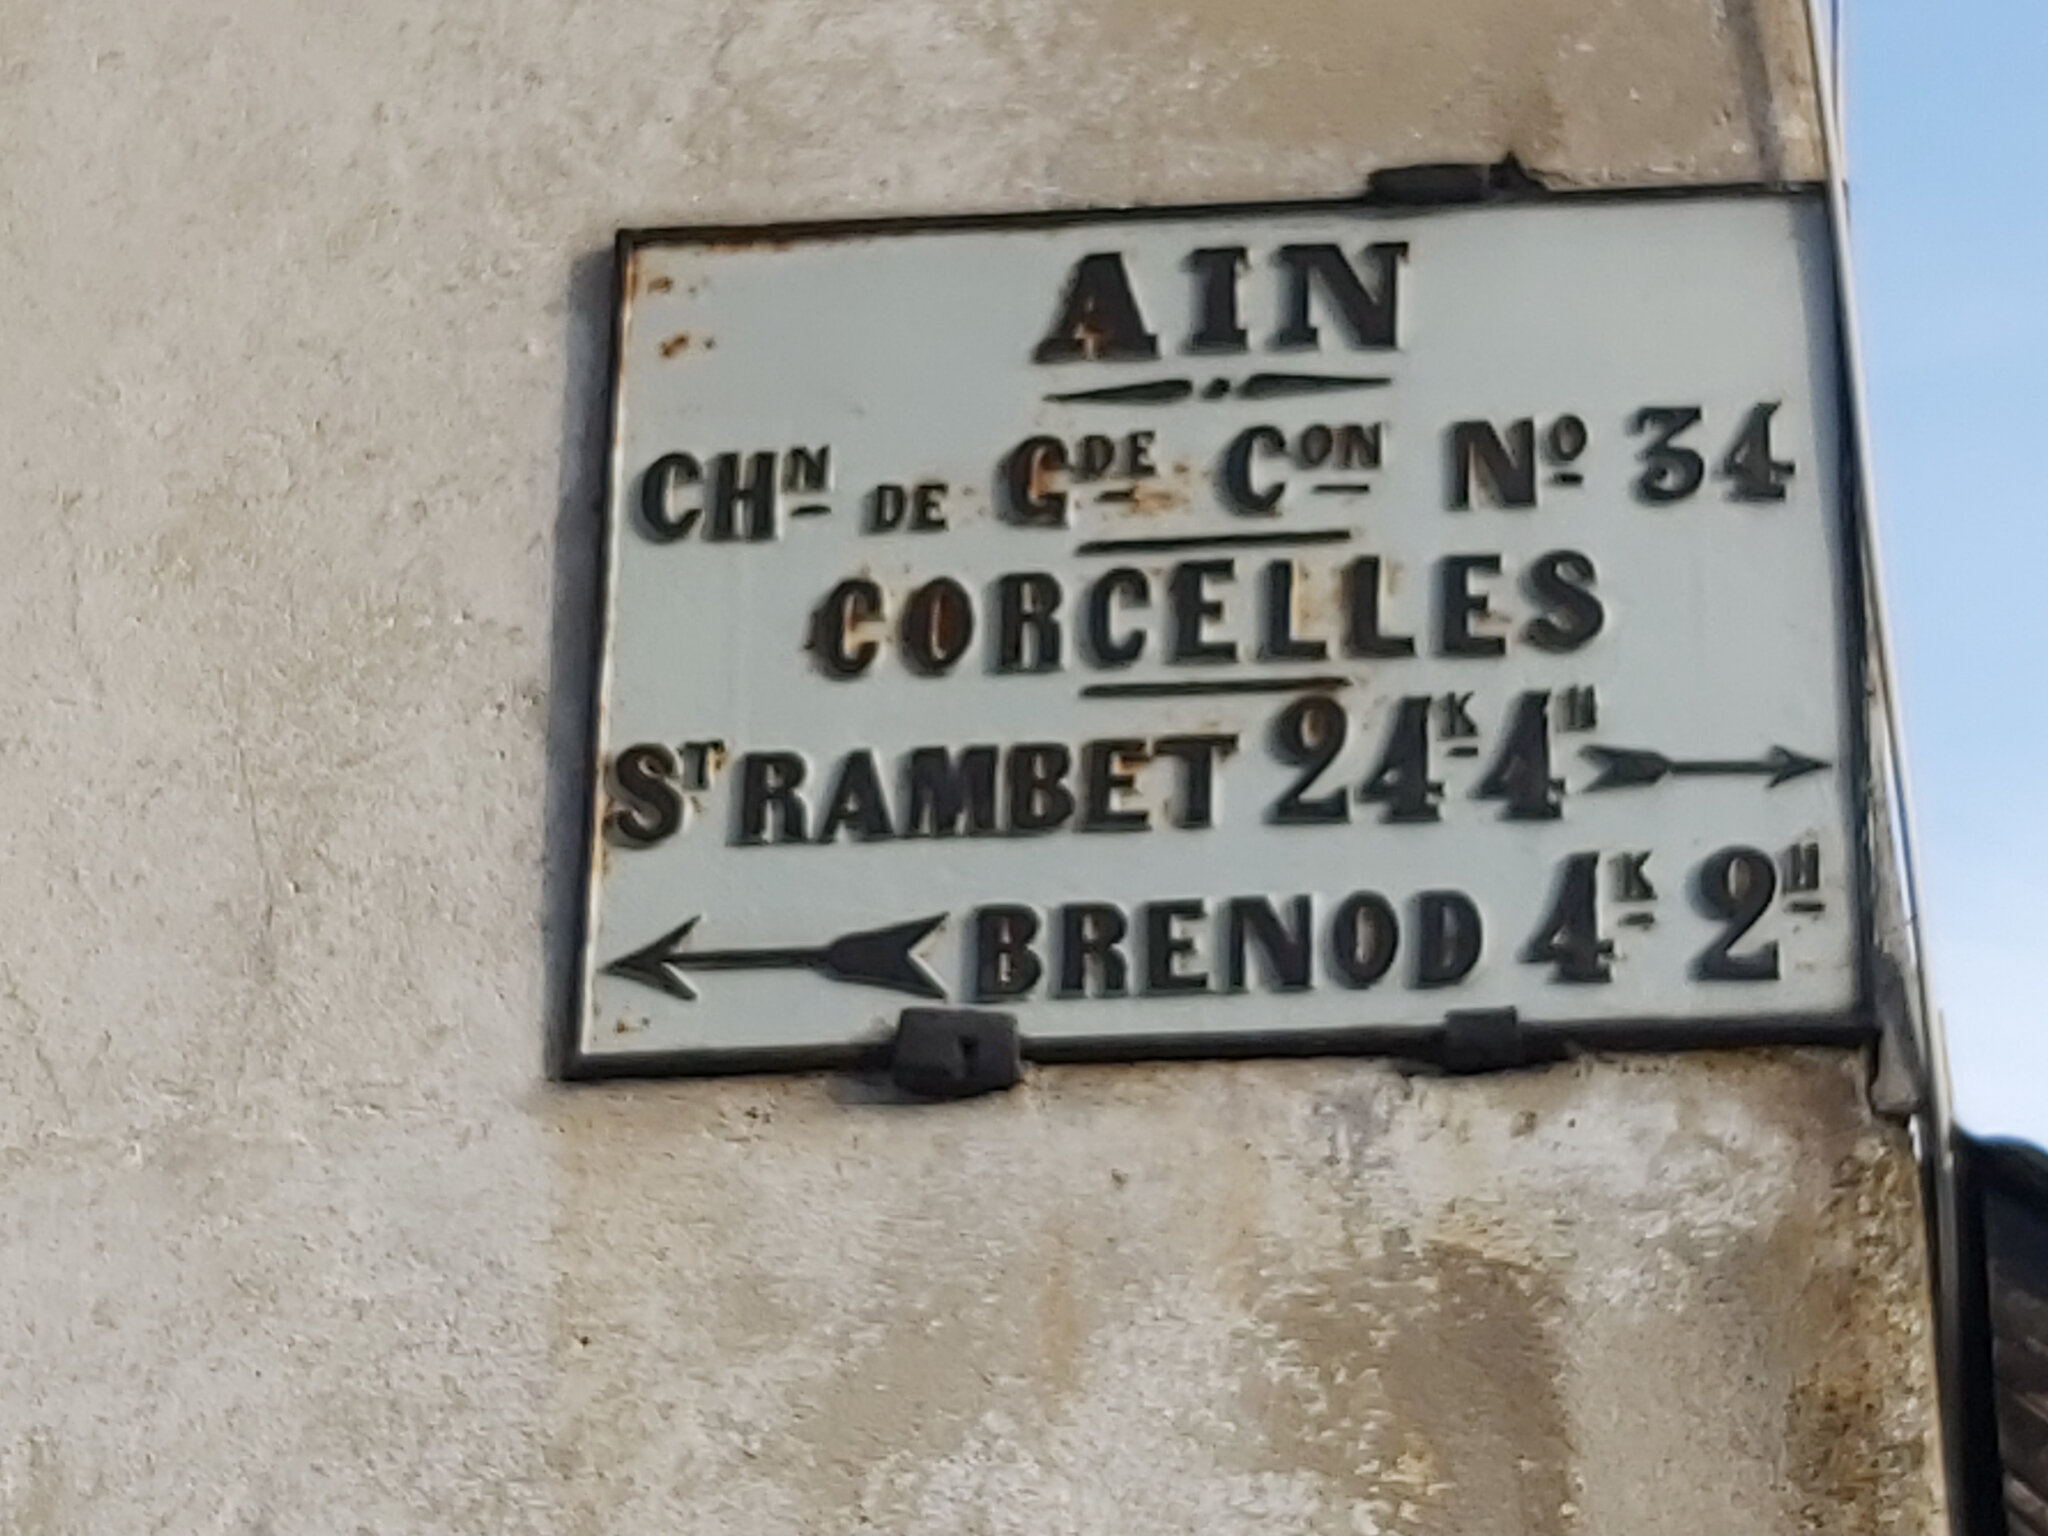 AIN
CHN DE GDE CON No 34
CORCELLES
ST RAMBET 24K 4H
BRENOD 4K 2H